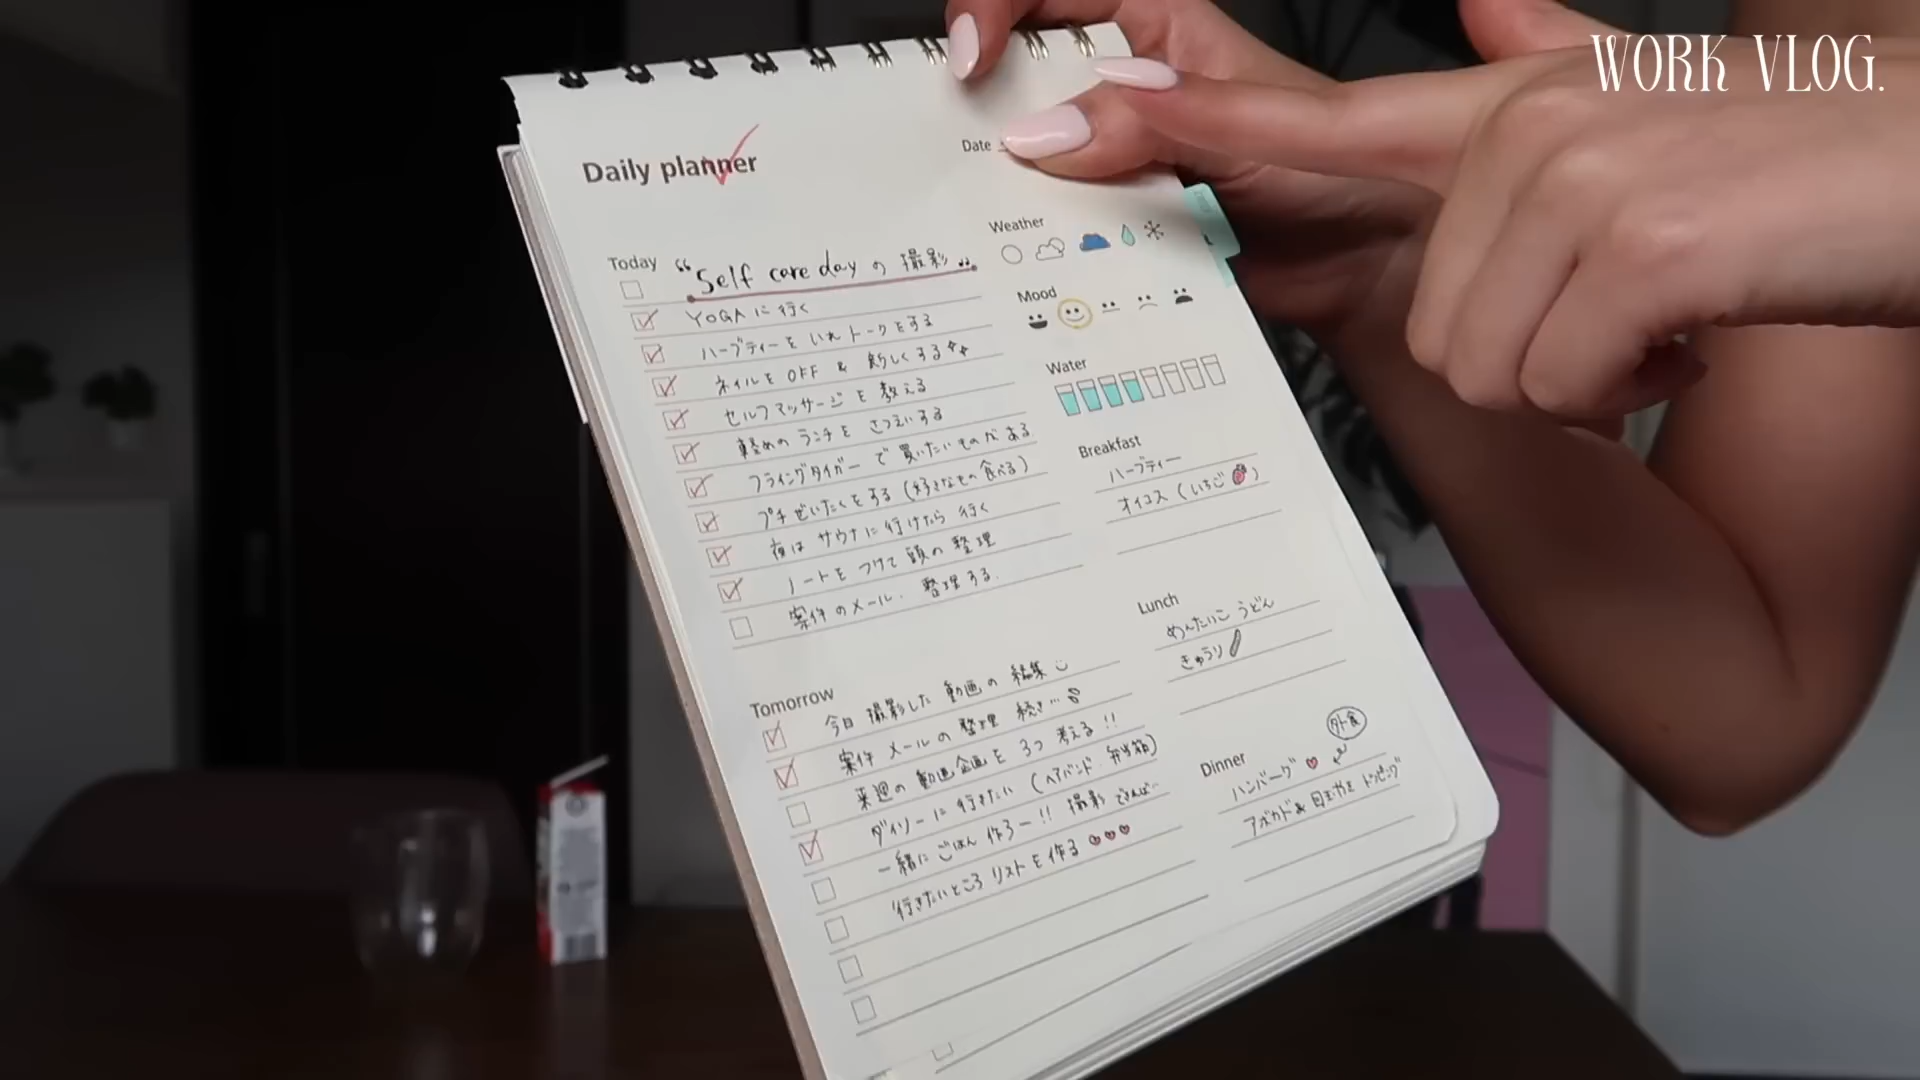 WORK VLOG.
Daily planner
Date
Today
"Self care day の 撮影"
YOGA に 行く
ハーブティーを いれ トークをする
ネイルを OFF & 新しくする
セルフマッサージを 教える
軽めの ランチを さつえいする
フライングタイガーで 買いたいものがある
プチぜいたくをする (好きなもの食べる)
夜は サウナに 行けたら 行く
ノートを つけて 頭の 整理
案件のメール. 整理する.
Tomorrow
今日 撮影した 動画の 編集
案件 メールの 整理 続き…
来週の 動画企画を 3つ 考える!!
ダイソーに 行きたい (ヘアバンド. 弁当箱)
一緒に ごはん 作ろー!! 撮影 できれば…
行きたいところ リストを作る
Weather
Mood
Water
Breakfast
ハーブティー
オイコス (いちご)
Lunch
めんたいこ うどん
きゅうり
Dinner
外食
ハンバーグ
アボカド& 目玉やき トッピング